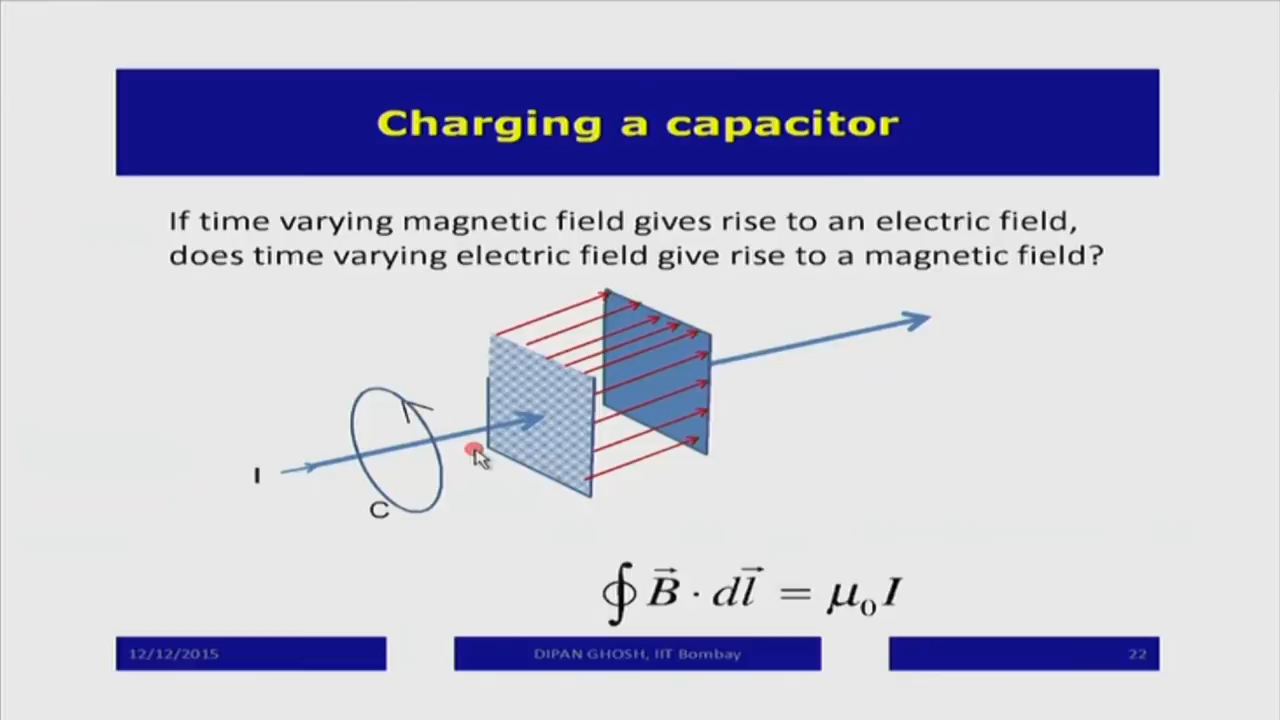 Charging a capacitor
If time varying magnetic field gives rise to an electric field,
does time varying electric field give rise to a magnetic field?
I
C
∮ B⃗ · dl⃗ = μ₀I
12/12/2015
DIPAN GHOSH, IIT Bombay
22